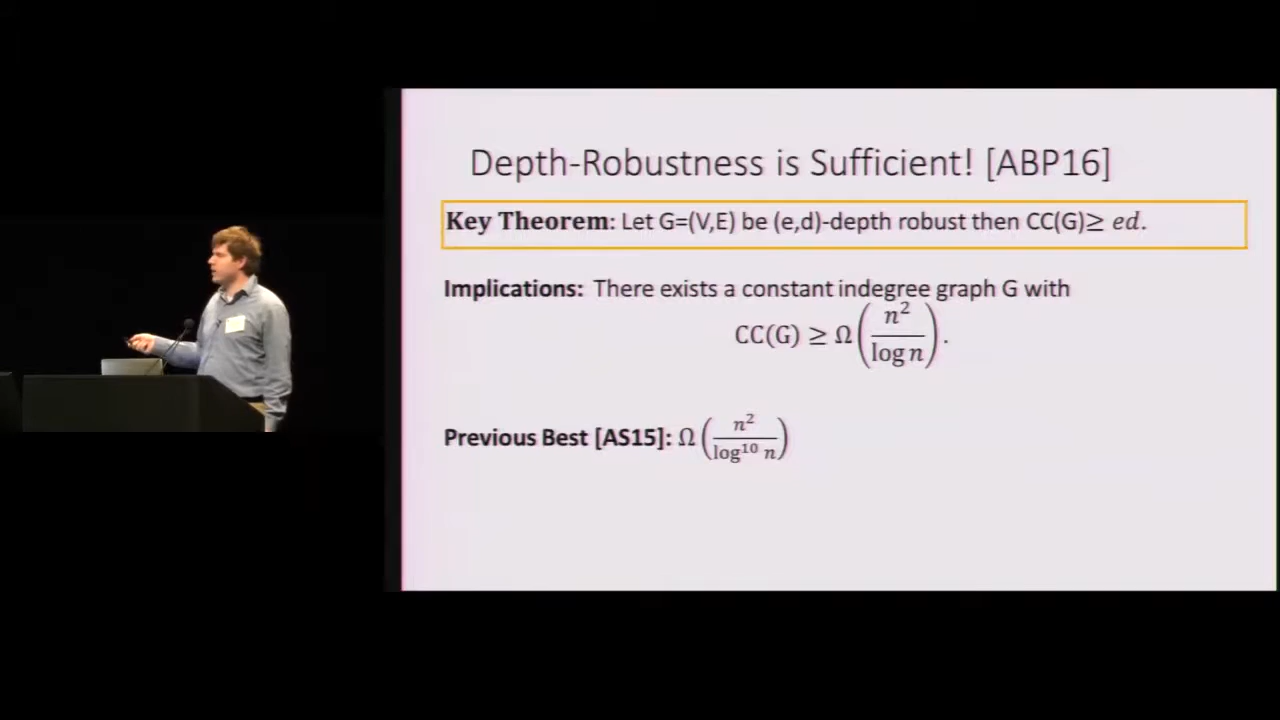 Depth-Robustness is Sufficient! [ABP16]
Key Theorem: Let G=(V,E) be (e,d)-depth robust then CC(G)≥ ed.
Implications: There exists a constant indegree graph G with
CC(G) ≥ Ω(n²/log n).
Previous Best [AS15]: Ω(n²/log¹⁰ n)